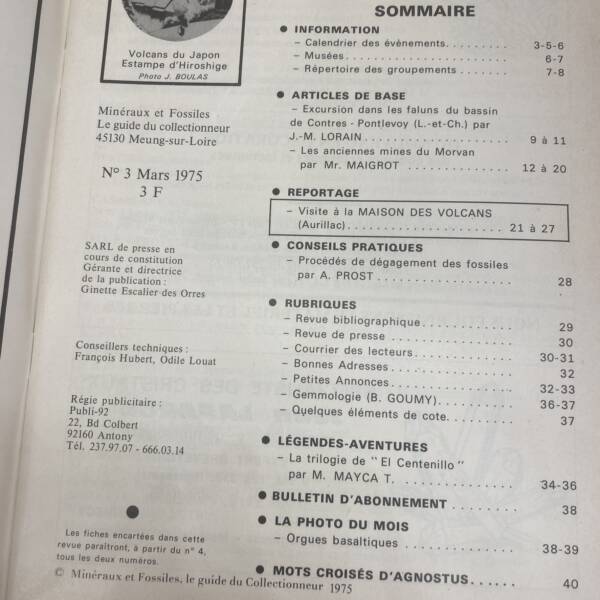 Volcans du Japon
Estampe d'Hiroshige
Photo J. BOULAS
Minéraux et Fossiles
Le guide du collectionneur
45130 Meung-sur-Loire
N° 3 Mars 1975
3 F
SARL de presse en
cours de constitution
Gérante et directrice
de la publication :
Ginette Escalier-des Orres
Conseillers techniques :
François Hubert, Odile Louat
Régie publicitaire :
Publi-92
22, Bd Colbert
92160 Antony
Tél. 237.97.07 - 666.03.14
Les fiches encartées dans cette
revue paraîtront, à partir du n° 4,
tous les deux numéros.
© Minéraux et Fossiles, le guide du Collectionneur 1975
SOMMAIRE
● INFORMATION
– Calendrier des événements. . . . . . . . . 3-5-6
– Musées. . . . . . . . . . . . . . . . . . . . . . . . 6-7
– Répertoire des groupements . . . . . . . . 7-8
● ARTICLES DE BASE
– Excursion dans les faluns du bassin
de Contres - Pontlevoy (L.-et-Ch.) par
J.-M. LORAIN . . . . . . . . . . . . . . . . . . . . 9 à 11
– Les anciennes mines du Morvan
par Mr. MAIGROT . . . . . . . . . . . . . . . 12 à 20
● REPORTAGE
– Visite à la MAISON DES VOLCANS
(Aurillac). . . . . . . . . . . . . . . . . . . . . . 21 à 27
● CONSEILS PRATIQUES
– Procédés de dégagement des fossiles
par A. PROST . . . . . . . . . . . . . . . . . . . 28
● RUBRIQUES
– Revue bibliographique. . . . . . . . . . . . . 29
– Revue de presse . . . . . . . . . . . . . . . . . 30
– Courrier des lecteurs. . . . . . . . . . . . . . 30-31
– Bonnes Adresses. . . . . . . . . . . . . . . . . 32
– Petites Annonces. . . . . . . . . . . . . . . . . 32-33
– Gemmologie (B. GOUMY). . . . . . . . . . . 36-37
– Quelques éléments de cote. . . . . . . . . . 37
● LÉGENDES-AVENTURES
– La trilogie de " El Centenillo "
par M. MAYCA T. . . . . . . . . . . . . . . . . . 34-36
● BULLETIN D'ABONNEMENT . . . . . . . . . 38
● LA PHOTO DU MOIS
– Orgues basaltiques . . . . . . . . . . . . . . . 38-39
● MOTS CROISÉS D'AGNOSTUS. . . . . . 40